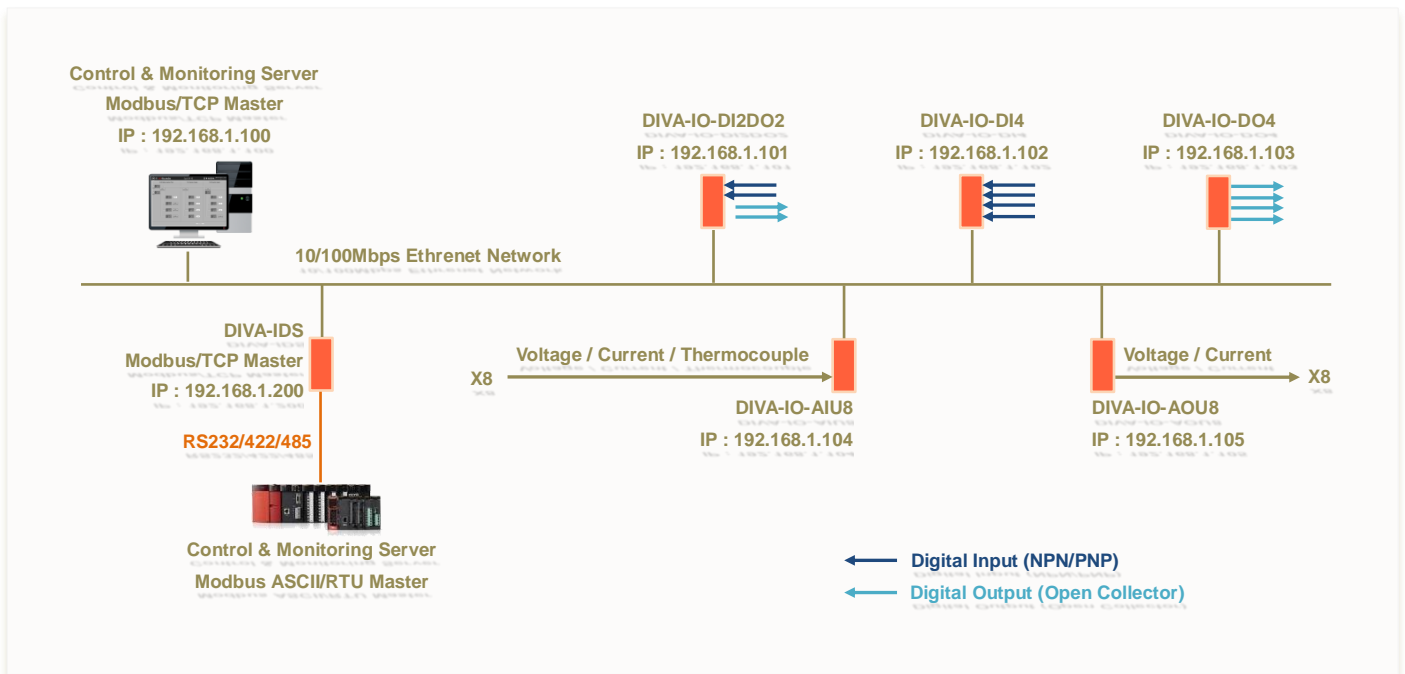 Control & Monitoring Server
Modbus/TCP Master
IP : 192.168.1.100
DIVA-IO-DI2DO2
IP : 192.168.1.101
DIVA-IO-DI4
IP : 192.168.1.102
DIVA-IO-DO4
IP : 192.168.1.103
10/100Mbps Ethrenet Network
DIVA-IDS
Modbus/TCP Master
IP : 192.168.1.200
RS232/422/485
Control & Monitoring Server
Modbus ASCII/RTU Master
X8
Voltage / Current / Thermocouple
DIVA-IO-AIU8
IP : 192.168.1.104
Voltage / Current
X8
DIVA-IO-AOU8
IP : 192.168.1.105
Digital Input (NPN/PNP)
Digital Output (Open Collector)